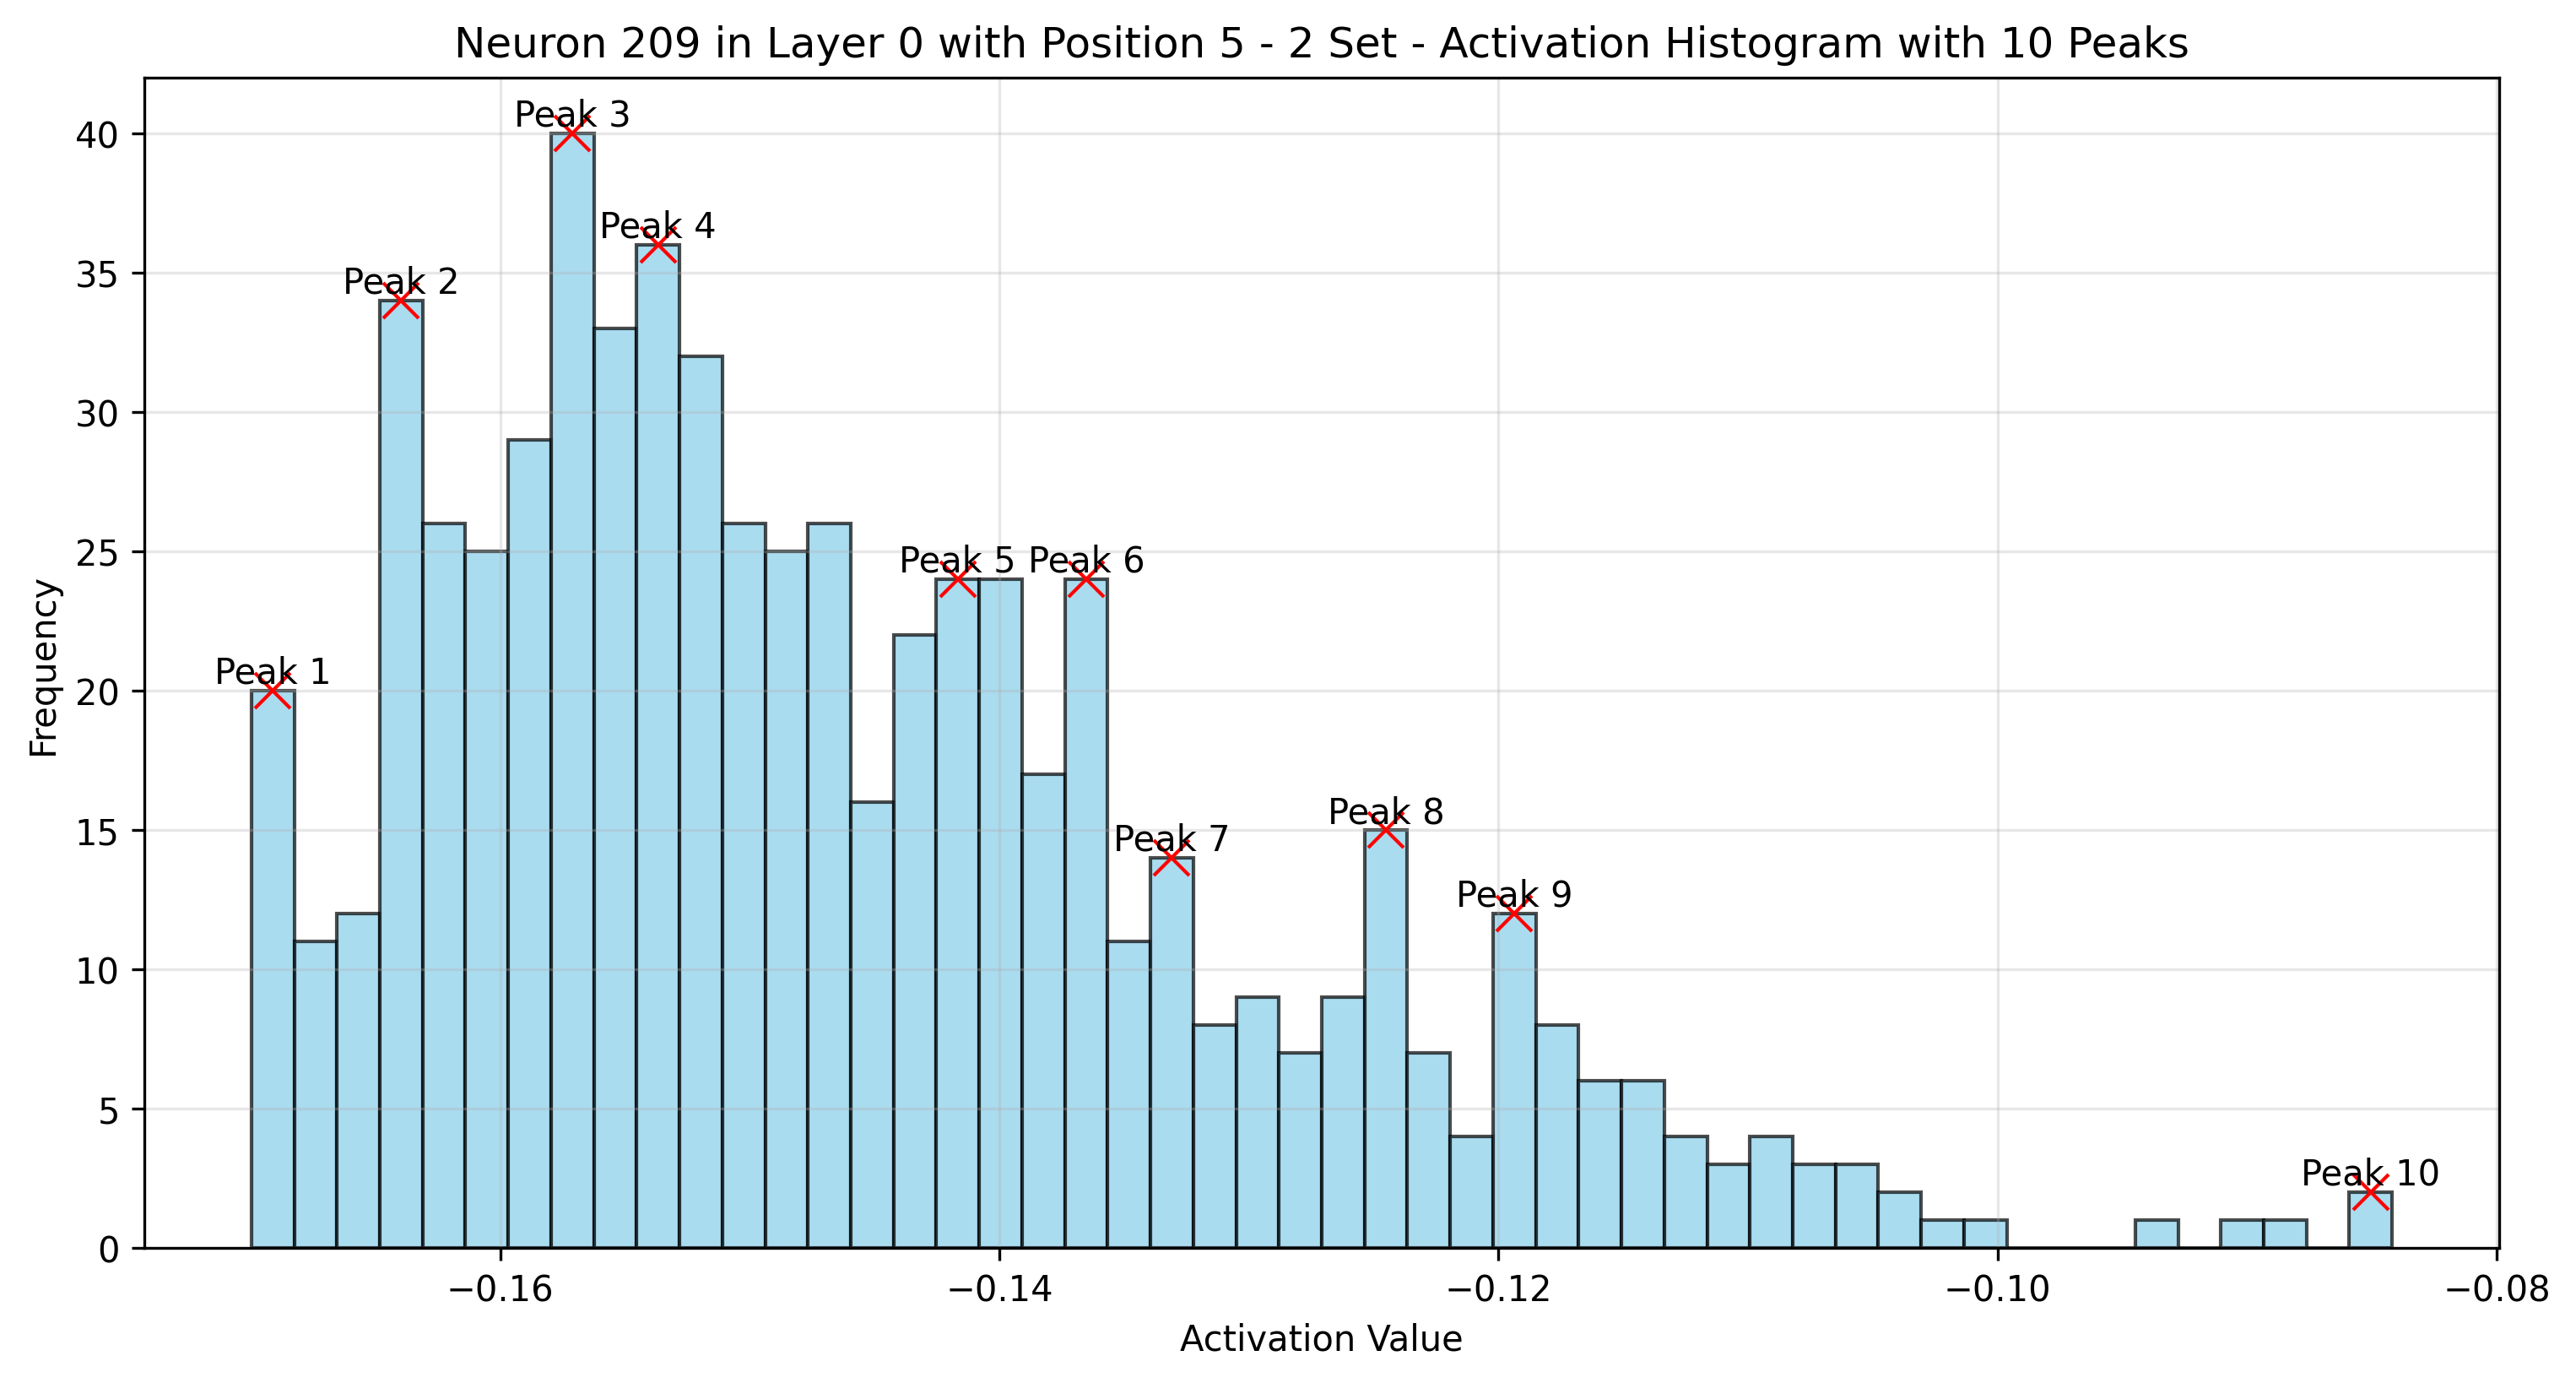 Neuron 209 in Layer 0 with Position 5 - 2 Set - Activation Histogram with 10 Peaks
Peak 3
40
Peak 4
35
Peak 2
30
25
Peak 5 Peak 6
Peak 1
20
Peak 8
15
Peak 7
Peak 9
10
5
Peak 10
0
−0.16 −0.14 −0.12 −0.10 −0.08
Frequency
Activation Value